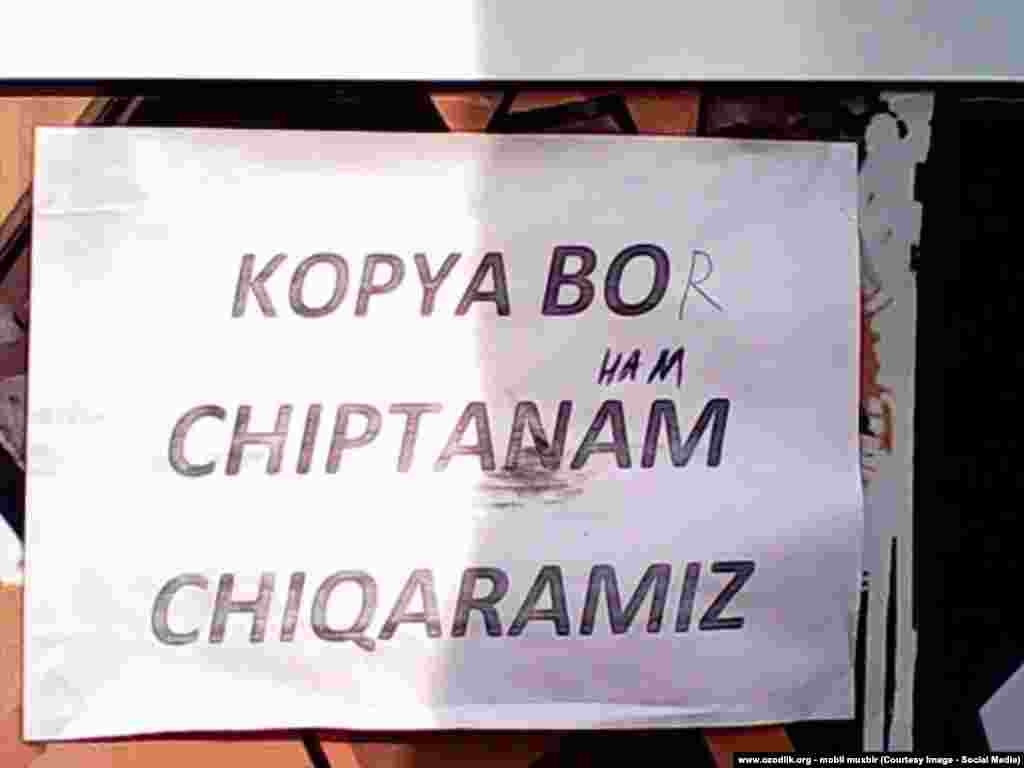 KOPYA BOR
HAM
CHIPTANAM
CHIQARAMIZ
www.ozodlik.org - mobil muxbir (Courtesy Image - Social Media)